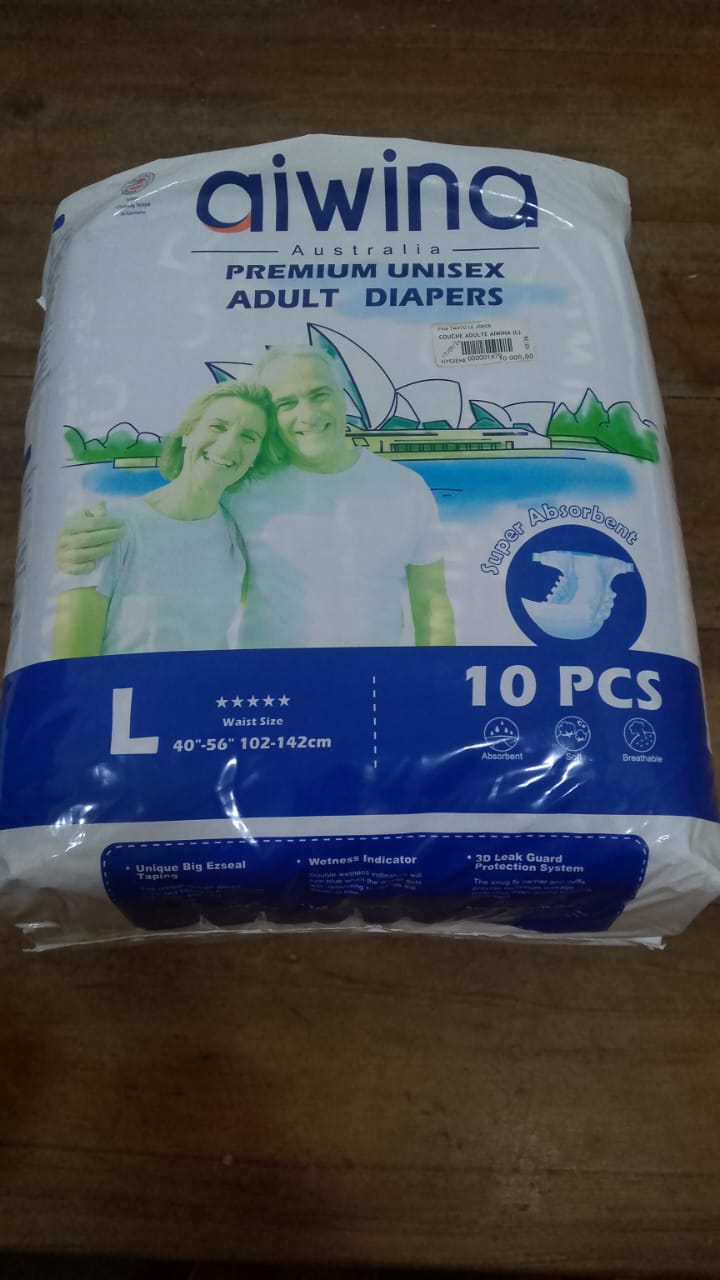 aiwina
Australia
PREMIUM UNISEX
ADULT DIAPERS
COUCHE ADULTE AIWINA (L)
HYGIENE
Super Absorbent
L
Waist Size
40"-56" 102-142cm
10 PCS
Absorbent
Soft
Breathable
• Unique Big Ezseal
Taping
• Wetness Indicator
• 3D Leak Guard
Protection System